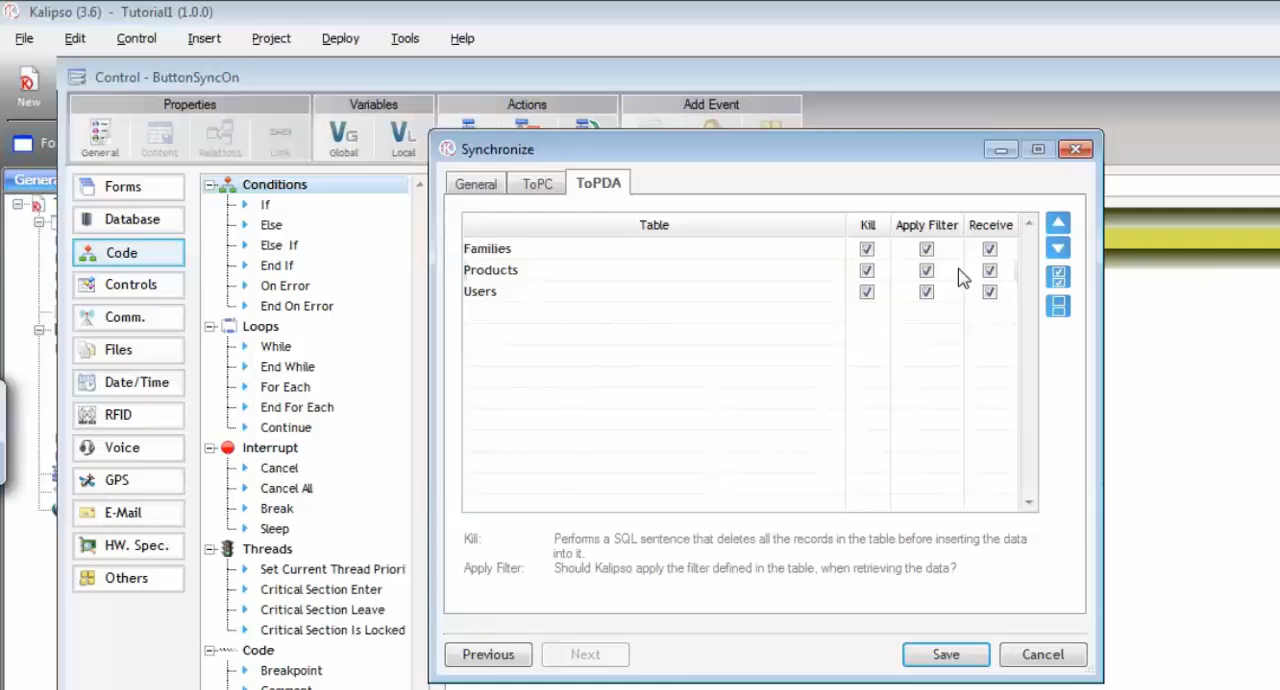 Kalipso (3.6) - Tutorial1 (1.0.0)
File Edit Control Insert Project Deploy Tools Help
Control - ButtonSyncOn
New
Properties Variables Actions Add Event
General Content Relations Link Global Local
Fo
Gener
Synchronize
General ToPC ToPDA
Table Kill Apply Filter Receive
Families
Products
Users
Kill: Performs a SQL sentence that deletes all the records in the table before inserting the data
into it.
Apply Filter: Should Kalipso apply the filter defined in the table, when retrieving the data?
Previous Next Save Cancel
Forms
Database
Code
Controls
Comm.
Files
Date/Time
RFID
Voice
GPS
E-Mail
HW. Spec.
Others
Conditions
If
Else
Else If
End If
On Error
End On Error
Loops
While
End While
For Each
End For Each
Continue
Interrupt
Cancel
Cancel All
Break
Sleep
Threads
Set Current Thread Priori
Critical Section Enter
Critical Section Leave
Critical Section Is Locked
Code
Breakpoint